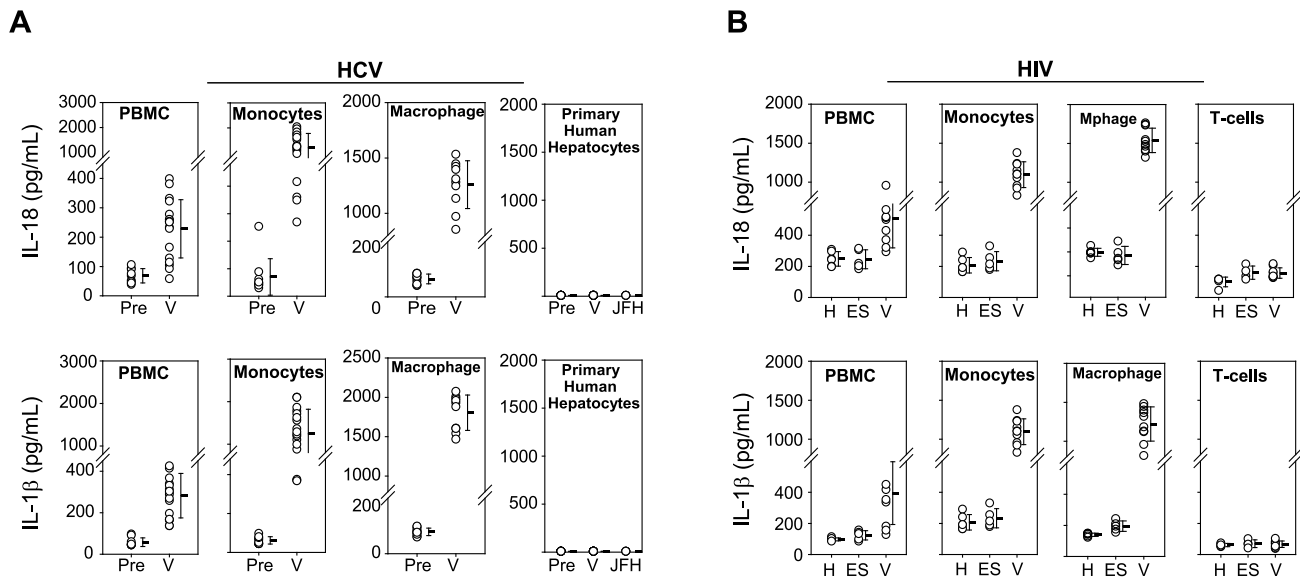 A
HCV
IL-18 (pg/mL)
3000
2000
1000
400
300
200
100
0
PBMC
Pre V
Monocytes
Pre V
2000
1500
1000
200
0
Macrophage
Pre V
2000
1500
1000
500
0
Primary
Human
Hepatocytes
Pre V JFH
IL-1β (pg/mL)
3000
2000
1000
400
200
0
PBMC
Pre V
Monocytes
Pre V
2500
2000
1500
1000
200
0
Macrophage
Pre V
2000
1500
1000
500
0
Primary
Human
Hepatocytes
Pre V JFH
B
HIV
IL-18 (pg/mL)
2000
1500
1000
400
300
200
0
PBMC
H ES V
Monocytes
H ES V
Mphage
H ES V
T-cells
H ES V
IL-1β (pg/mL)
2000
1500
1000
400
200
100
PBMC
H ES V
Monocytes
H ES V
Macrophage
H ES V
T-cells
H ES V